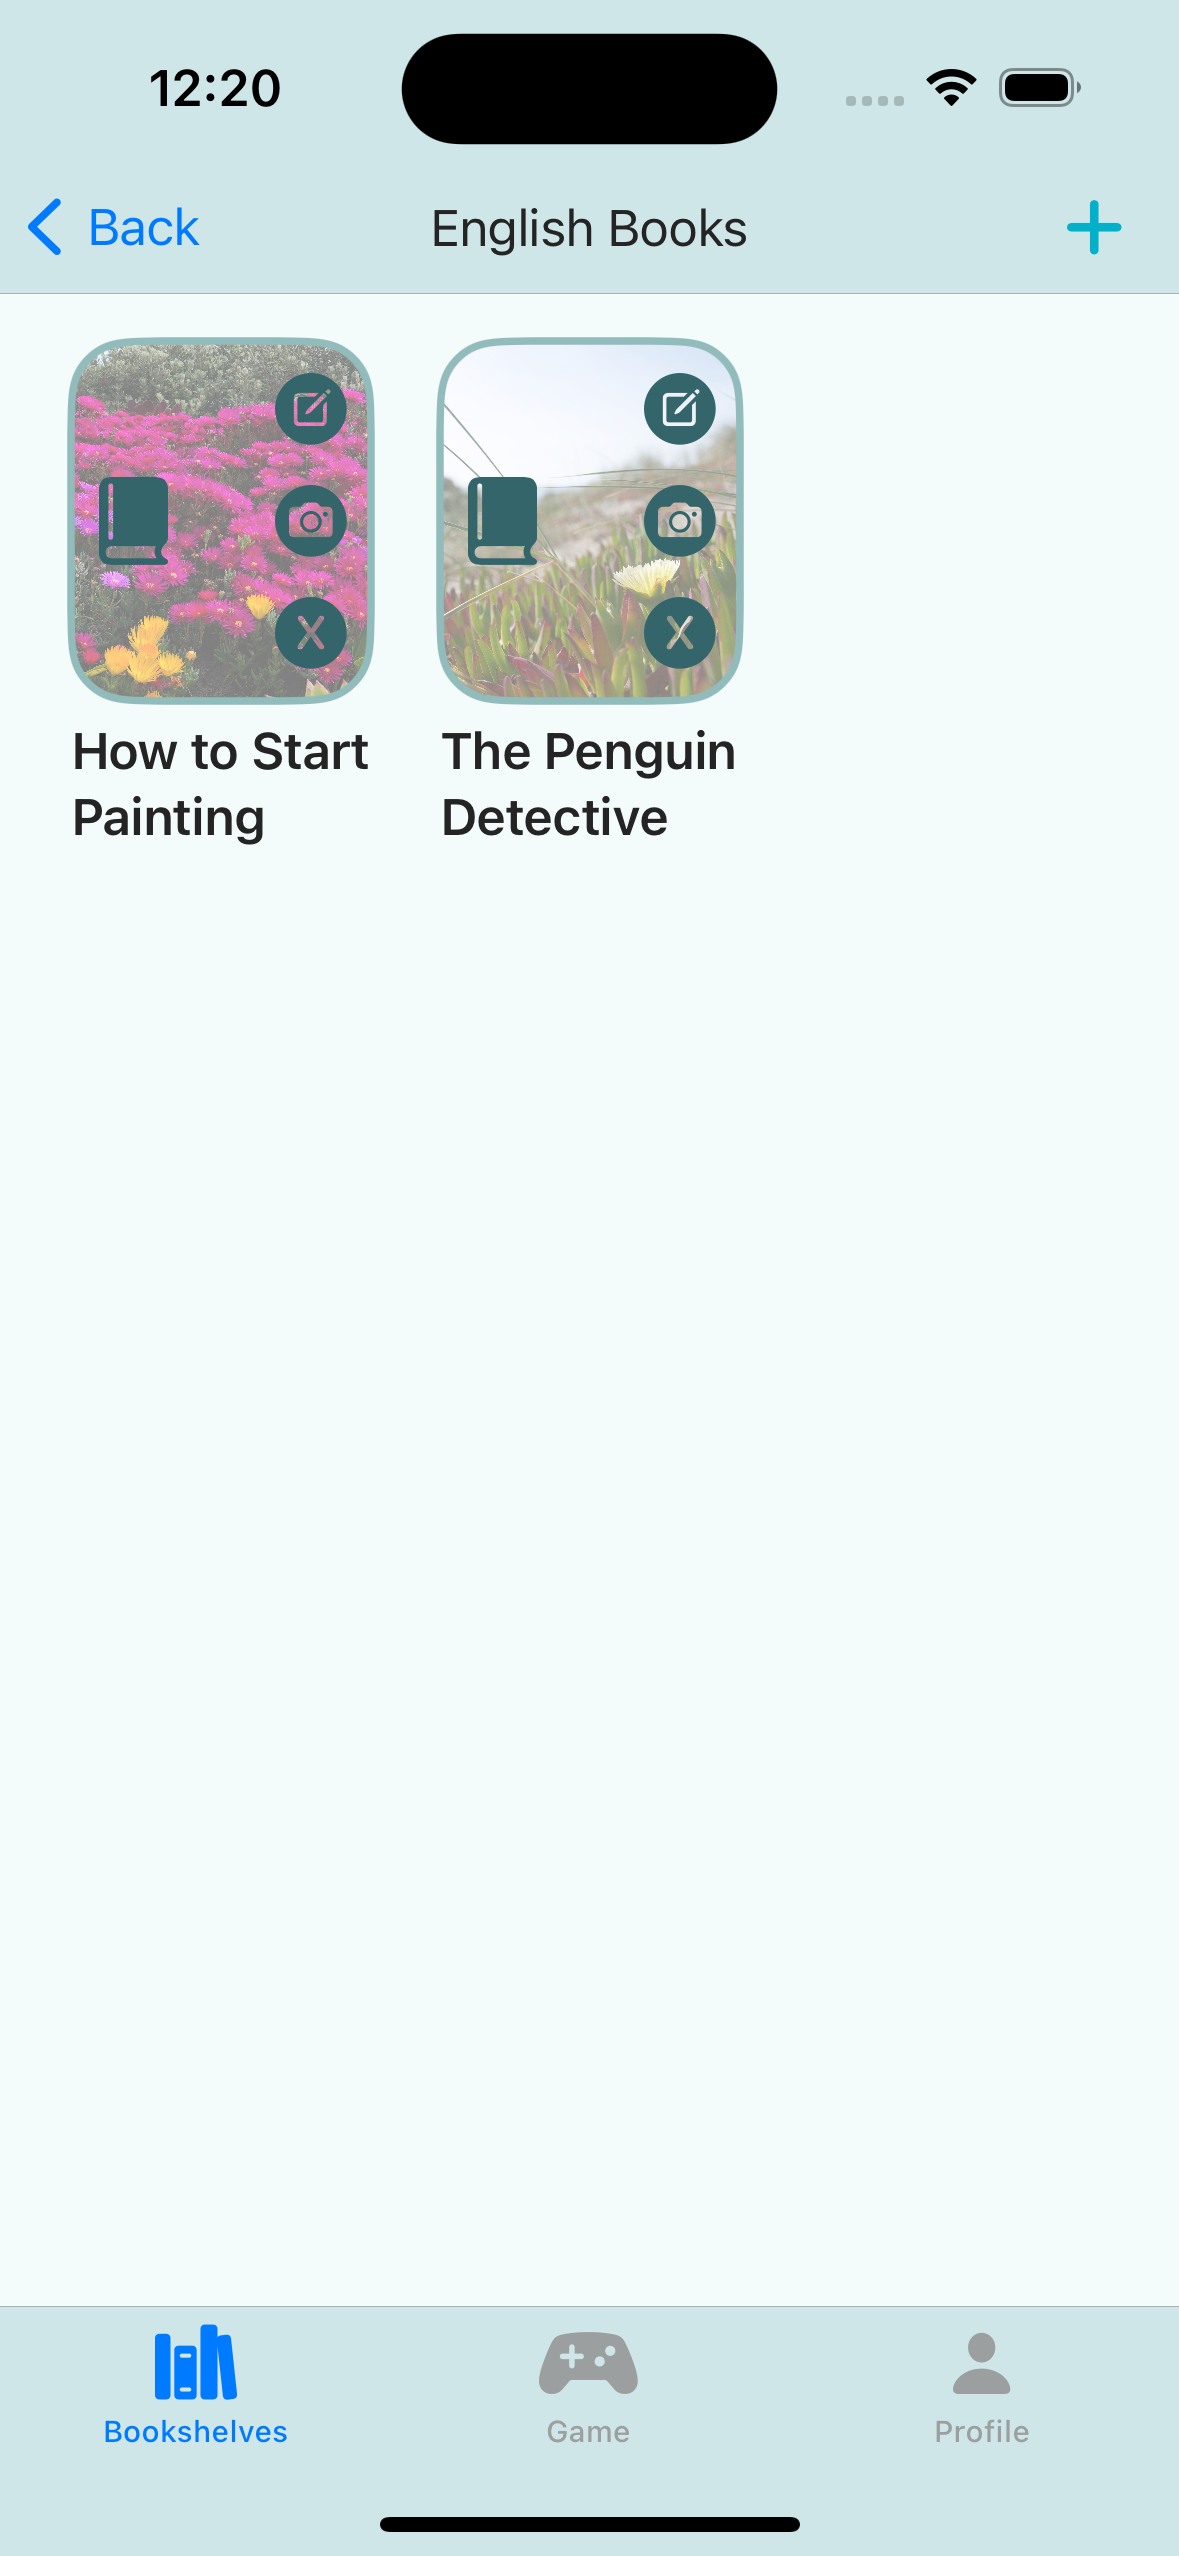 12:20
Back
English Books
How to Start
Painting
The Penguin
Detective
Bookshelves
Game
Profile